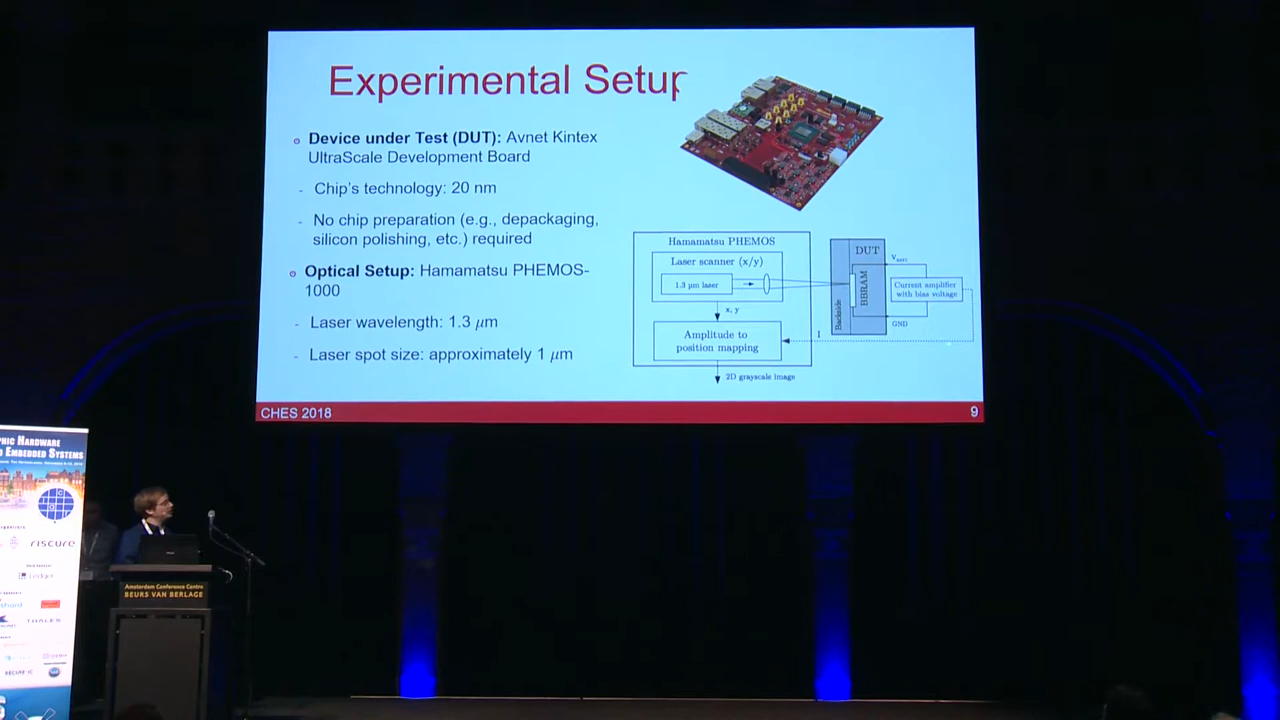 Experimental Setup
Device under Test (DUT): Avnet Kintex
UltraScale Development Board
- Chip's technology: 20 nm
- No chip preparation (e.g., depackaging,
silicon polishing, etc.) required
Optical Setup: Hamamatsu PHEMOS-
1000
- Laser wavelength: 1.3 μm
- Laser spot size: approximately 1 μm
Hamamatsu PHEMOS
Laser scanner (x/y)
1.3 μm laser
x, y
Amplitude to
position mapping
2D grayscale image
DUT
BBRAM
Backside
Current amplifier
with bias voltage
GND
I
CHES 2018
9
HARDWARE
EMBEDDED SYSTEMS
riscure
Ledger
THALES
SECURE-IC
Amsterdam Conference Centre
BEURS VAN BERLAGE